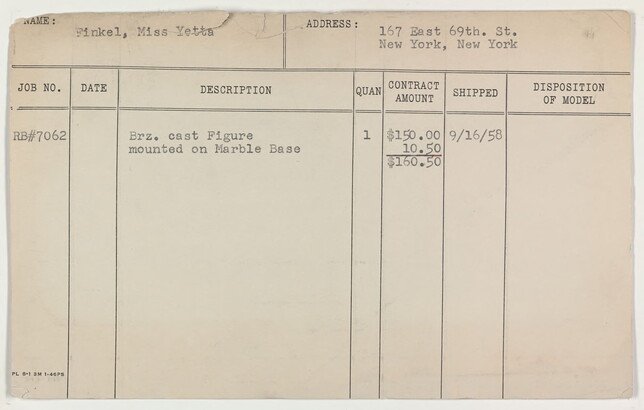 NAME: Finkel, Miss Yetta
ADDRESS: 167 East 69th. St.
New York, New York
JOB NO. DATE DESCRIPTION QUAN CONTRACT AMOUNT SHIPPED DISPOSITION OF MODEL
RB#7062 Brz. cast Figure 1 $150.00 9/16/58
mounted on Marble Base 10.50
$160.50